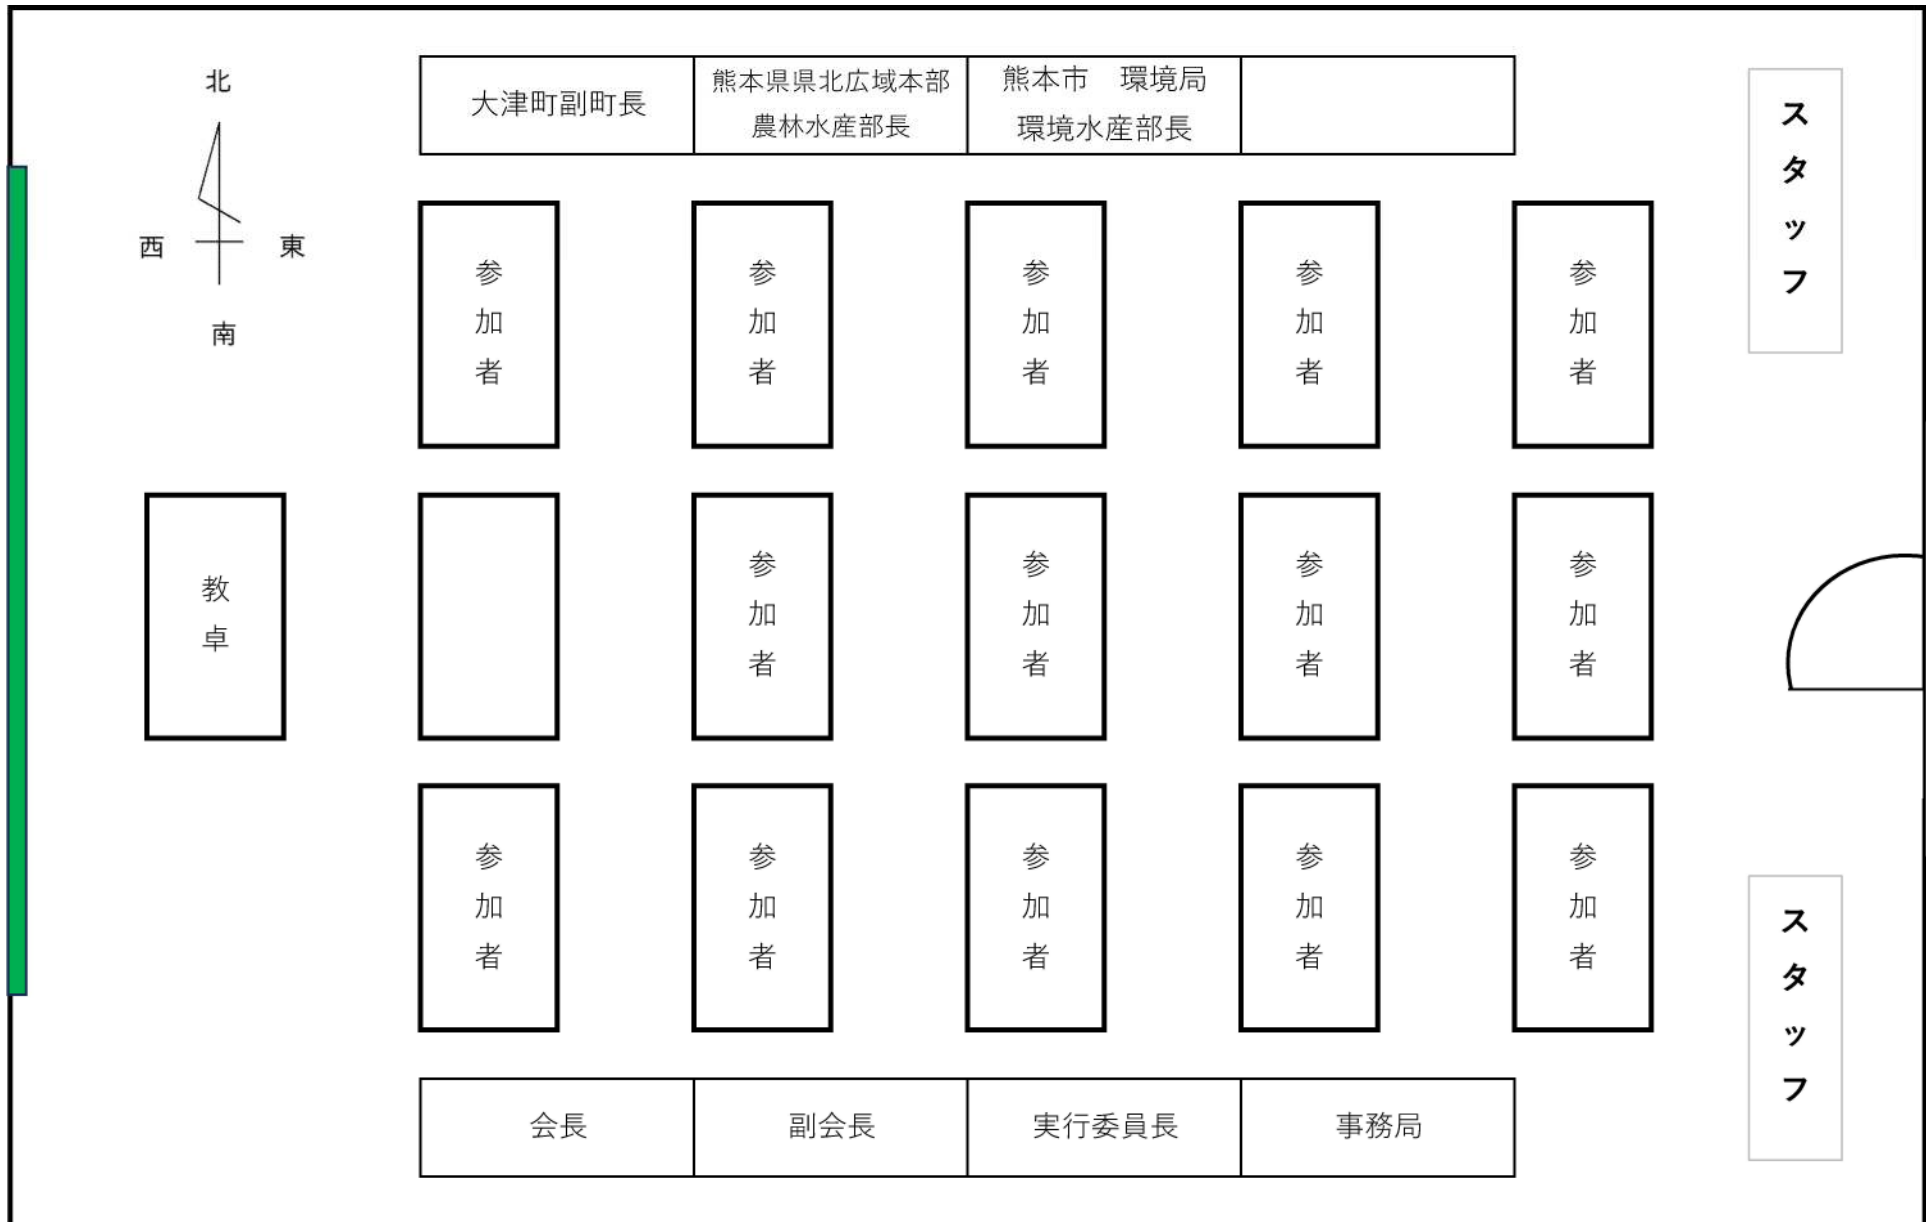 北
西 東
南
大津町副町長
熊本県県北広域本部
農林水産部長
熊本市　環境局
環境水産部長
スタッフ
参加者
参加者
参加者
参加者
参加者
教卓
参加者
参加者
参加者
参加者
参加者
参加者
参加者
参加者
参加者
スタッフ
会長
副会長
実行委員長
事務局